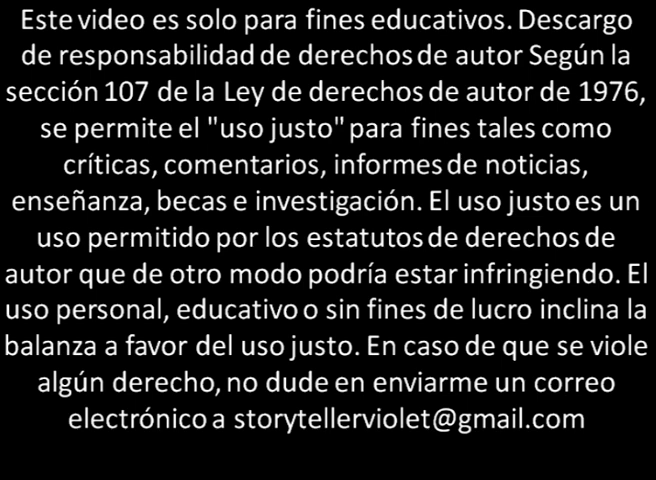 Este video es solo para fines educativos. Descargo
de responsabilidad de derechos de autor Según la
sección 107 de la Ley de derechos de autor de 1976,
se permite el "uso justo" para fines tales como
críticas, comentarios, informes de noticias,
enseñanza, becas e investigación. El uso justo es un
uso permitido por los estatutos de derechos de
autor que de otro modo podría estar infringiendo. El
uso personal, educativo o sin fines de lucro inclina la
balanza a favor del uso justo. En caso de que se viole
algún derecho, no dude en enviarme un correo
electrónico a storytellerviolet@gmail.com